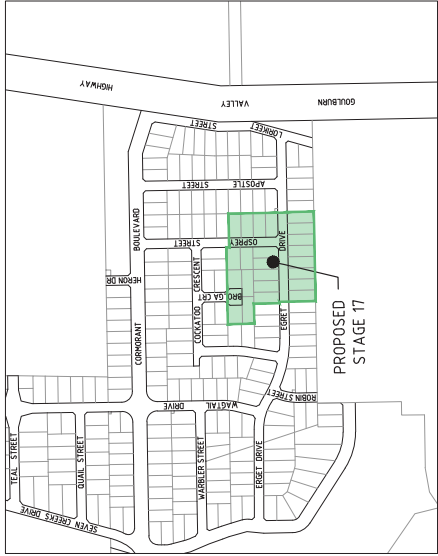 HIGHWAY
VALLEY
GOULBURN
STREET
LORIKEET
STREET
APOSTLE
BOULEVARD
STREET
OSPREY
DRIVE
HERON DR
CRESCENT
BROLGA CRT
COCKATOO
CORMORANT
EGRET
PROPOSED
STAGE 17
DRIVE
WAGTAIL
ROBIN STREET
TEAL STREET
QUAIL STREET
WARBLER STREET
ERGET DRIVE
SEVEN CREEKS DRIVE